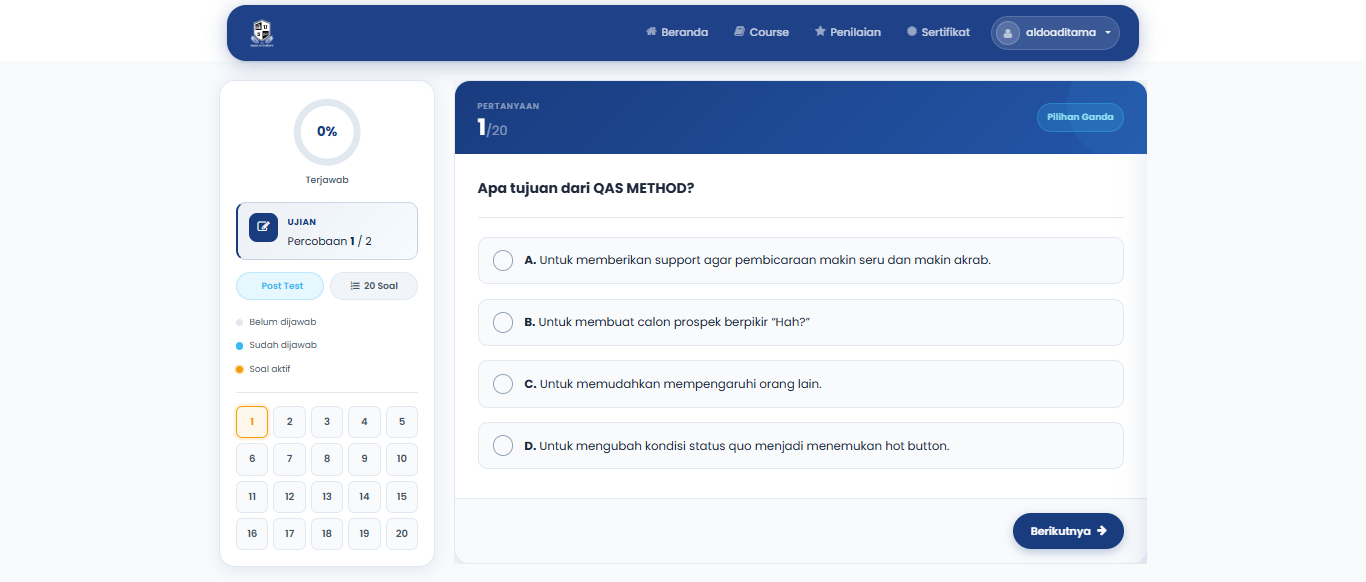 Beranda
Course
Penilaian
Sertifikat
aldoaditama
0%
Terjawab
UJIAN
Percobaan 1 / 2
Post Test
20 Soal
Belum dijawab
Sudah dijawab
Soal aktif
1 2 3 4 5
6 7 8 9 10
11 12 13 14 15
16 17 18 19 20
PERTANYAAN
1/20
Pilihan Ganda
Apa tujuan dari QAS METHOD?
A. Untuk memberikan support agar pembicaraan makin seru dan makin akrab.
B. Untuk membuat calon prospek berpikir “Hah?”
C. Untuk memudahkan mempengaruhi orang lain.
D. Untuk mengubah kondisi status quo menjadi menemukan hot button.
Berikutnya